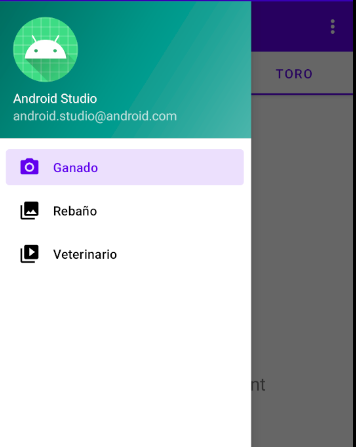 Android Studio
android.studio@android.com
TORO
Ganado
Rebaño
Veterinario
nt